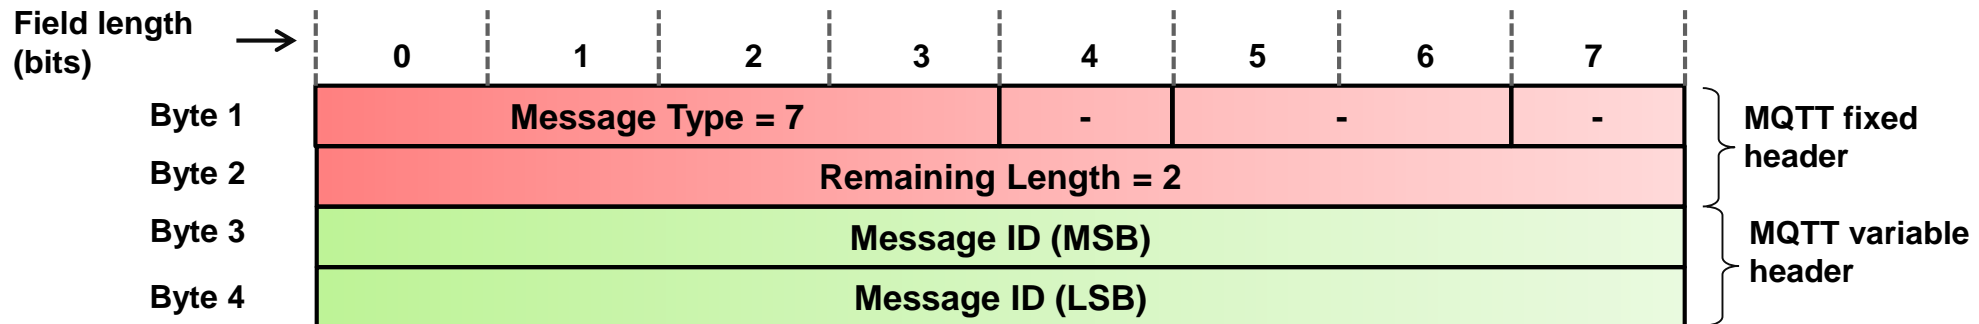 Field length
(bits)
0 1 2 3 4 5 6 7
Byte 1 Message Type = 7 - - -
MQTT fixed
header
Byte 2 Remaining Length = 2
Byte 3 Message ID (MSB)
MQTT variable
header
Byte 4 Message ID (LSB)